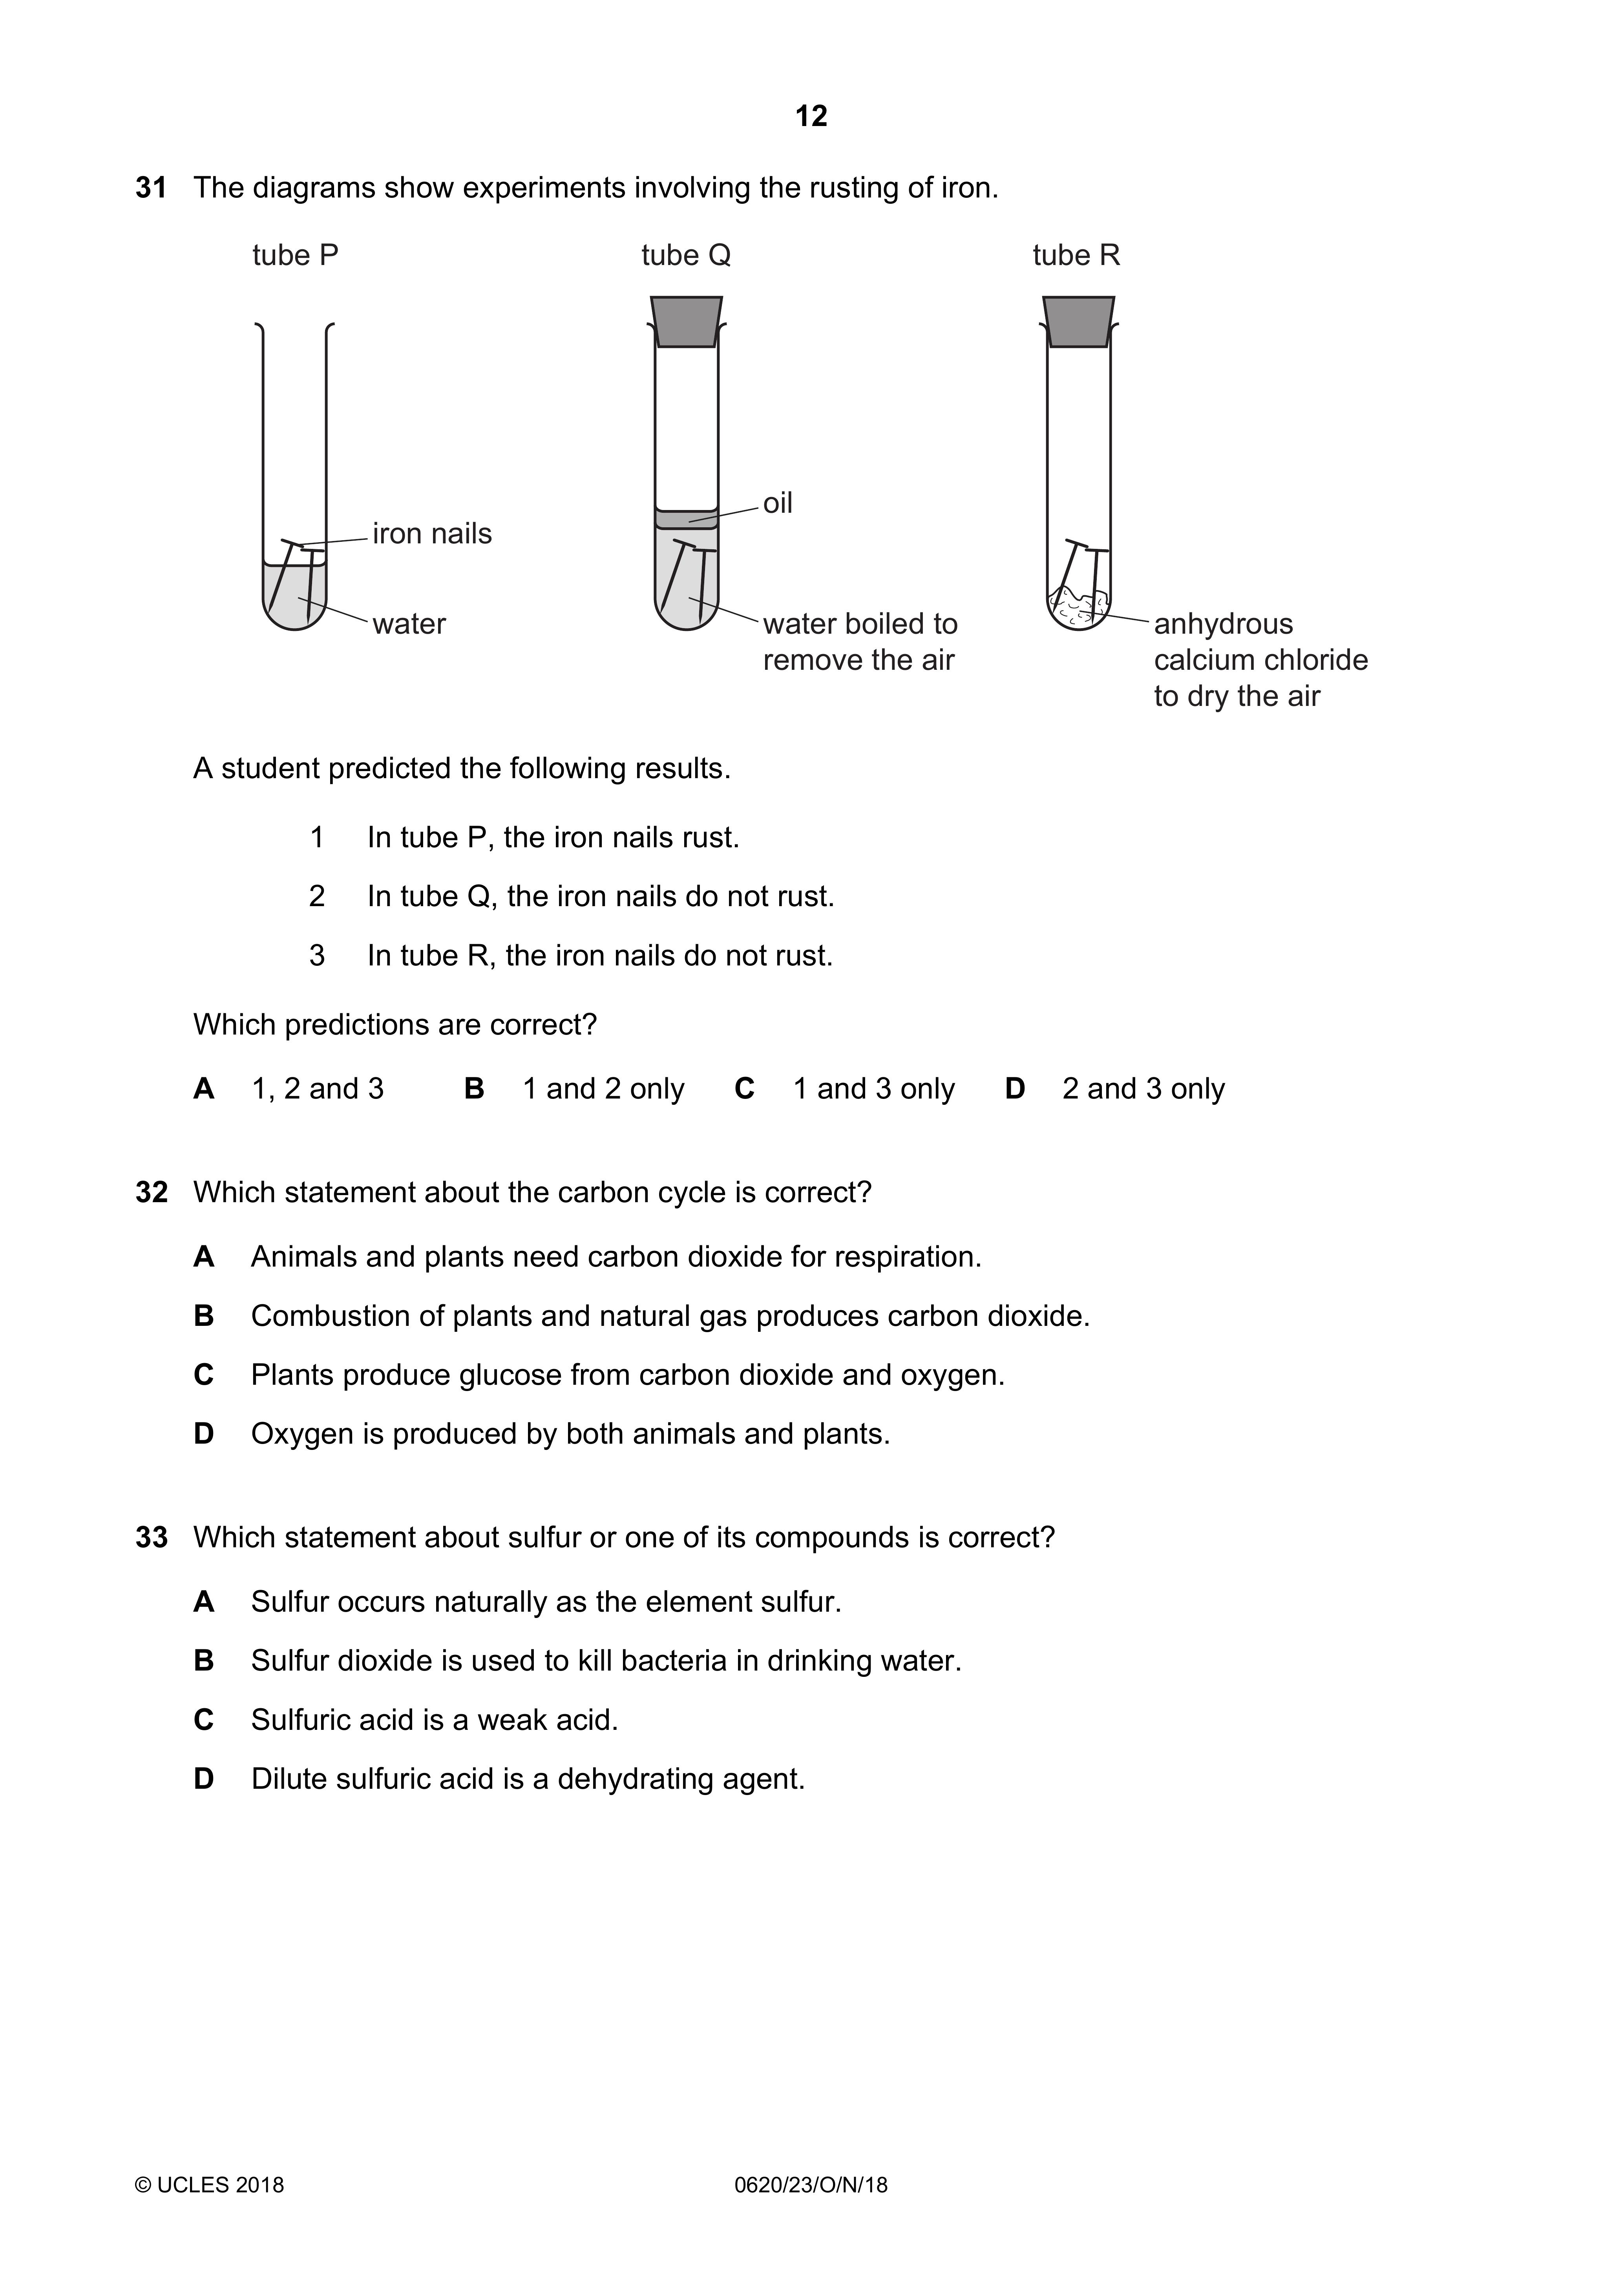 12
31 The diagrams show experiments involving the rusting of iron.
tube P tube Q tube R
oil
iron nails
water
water boiled to
remove the air
anhydrous
calcium chloride
to dry the air
A student predicted the following results.
1 In tube P, the iron nails rust.
2 In tube Q, the iron nails do not rust.
3 In tube R, the iron nails do not rust.
Which predictions are correct?
A 1, 2 and 3 B 1 and 2 only C 1 and 3 only D 2 and 3 only
32 Which statement about the carbon cycle is correct?
A Animals and plants need carbon dioxide for respiration.
B Combustion of plants and natural gas produces carbon dioxide.
C Plants produce glucose from carbon dioxide and oxygen.
D Oxygen is produced by both animals and plants.
33 Which statement about sulfur or one of its compounds is correct?
A Sulfur occurs naturally as the element sulfur.
B Sulfur dioxide is used to kill bacteria in drinking water.
C Sulfuric acid is a weak acid.
D Dilute sulfuric acid is a dehydrating agent.
© UCLES 2018 0620/23/O/N/18